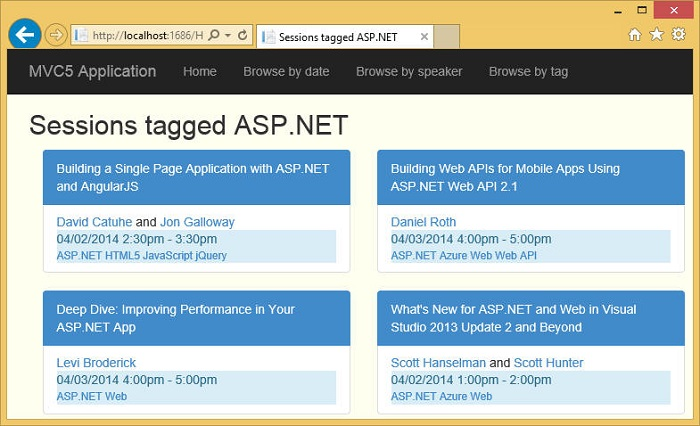 http://localhost:1686/H
Sessions tagged ASP.NET
MVC5 Application Home Browse by date Browse by speaker Browse by tag
Sessions tagged ASP.NET
Building a Single Page Application with ASP.NET
and AngularJS
David Catuhe and Jon Galloway
04/02/2014 2:30pm - 3:30pm
ASP.NET HTML5 JavaScript jQuery
Building Web APIs for Mobile Apps Using
ASP.NET Web API 2.1
Daniel Roth
04/03/2014 4:00pm - 5:00pm
ASP.NET Azure Web Web API
Deep Dive: Improving Performance in Your
ASP.NET App
Levi Broderick
04/03/2014 4:00pm - 5:00pm
ASP.NET Web
What's New for ASP.NET and Web in Visual
Studio 2013 Update 2 and Beyond
Scott Hanselman and Scott Hunter
04/02/2014 1:00pm - 2:00pm
ASP.NET Azure Web